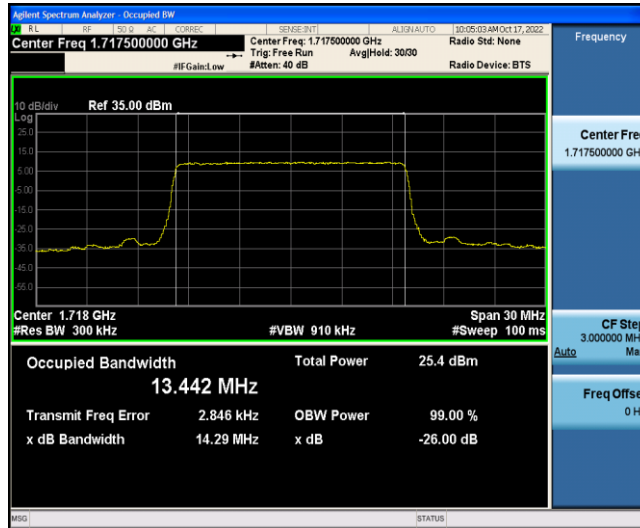 Agilent Spectrum Analyzer - Occupied BW
RL RF 50 Ω AC CORREC SENSE:INT ALIGN AUTO 10:05:03 AM Oct 17, 2022
Center Freq 1.717500000 GHz
Center Freq: 1.717500000 GHz
Radio Std: None
Trig: Free Run Avg|Hold: 30/30
#IFGain:Low #Atten: 40 dB Radio Device: BTS
10 dB/div Ref 35.00 dBm
Log
25.0
15.0
5.00
-5.00
-15.0
-25.0
-35.0
-45.0
-55.0
Center 1.718 GHz Span 30 MHz
#Res BW 300 kHz #VBW 910 kHz #Sweep 100 ms
Occupied Bandwidth Total Power 25.4 dBm
13.442 MHz
Transmit Freq Error 2.846 kHz OBW Power 99.00 %
x dB Bandwidth 14.29 MHz x dB -26.00 dB
MSG STATUS
Frequency
Center Fre
1.717500000 GH
CF Ste
3.000000 MH
Auto Ma
Freq Offse
0 H